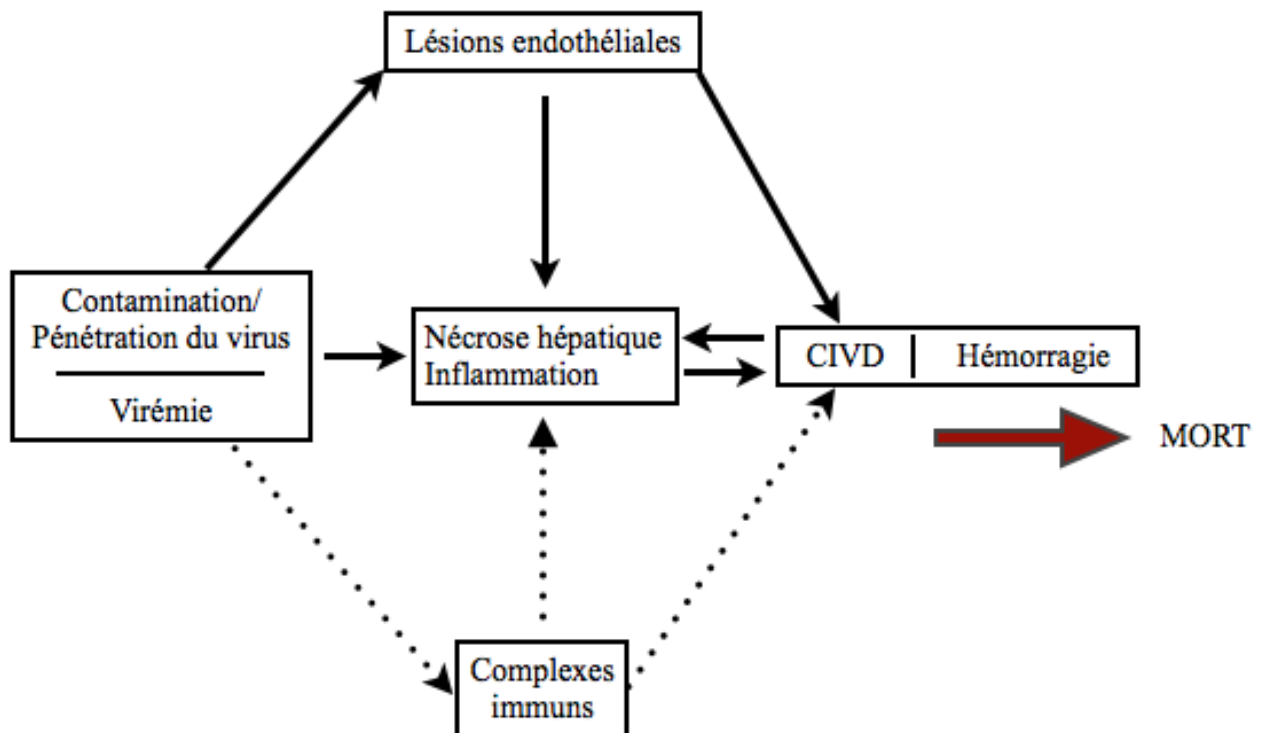 Lésions endothéliales
Contamination/
Pénétration du virus
Virémie
Nécrose hépatique
Inflammation
CIVD
Hémorragie
MORT
Complexes
immuns